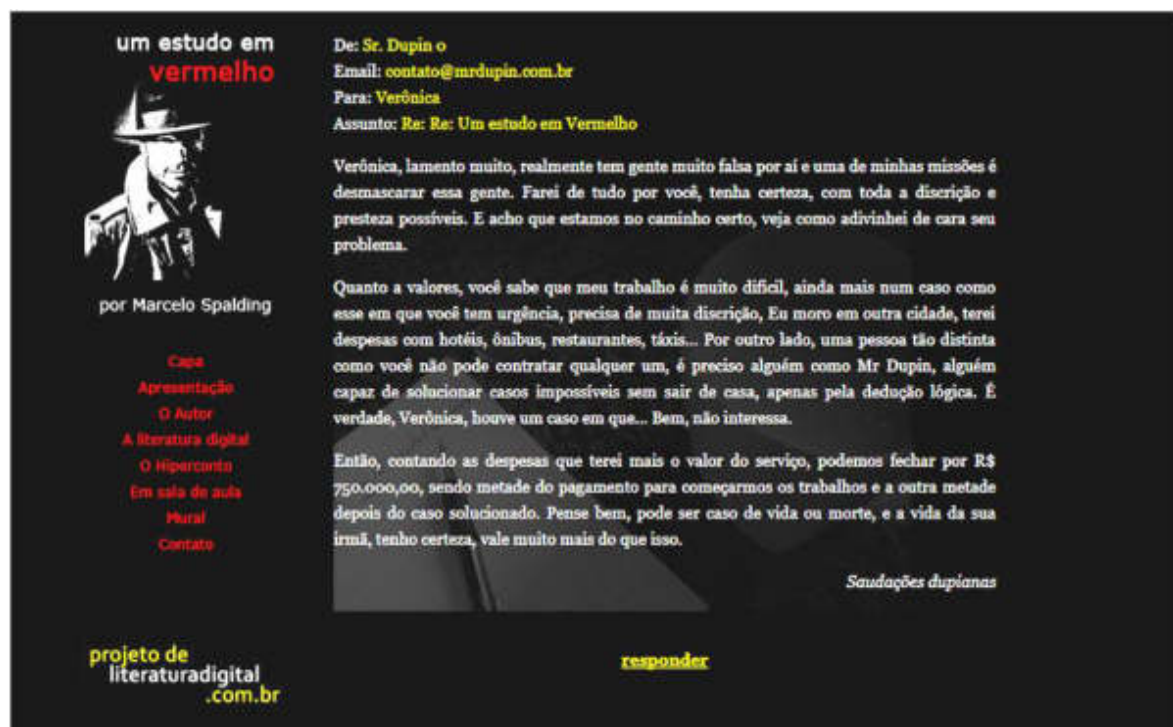 um estudo em
vermelho
por Marcelo Spalding
Capa
Apresentação
O Autor
A literatura digital
O Hiperconto
Em sala de aula
Mural
Contato
projeto de
literaturadigital
.com.br
De: Sr. Dupin o
Email: contato@mrdupin.com.br
Para: Verônica
Assunto: Re: Re: Um estudo em Vermelho
Verônica, lamento muito, realmente tem gente muito falsa por aí e uma de minhas missões é
desmascarar essa gente. Farei de tudo por você, tenha certeza, com toda a discrição e
presteza possíveis. E acho que estamos no caminho certo, veja como adivinhei de cara seu
problema.
Quanto a valores, você sabe que meu trabalho é muito difícil, ainda mais num caso como
esse em que você tem urgência, precisa de muita discrição, Eu moro em outra cidade, terei
despesas com hotéis, ônibus, restaurantes, táxis... Por outro lado, uma pessoa tão distinta
como você não pode contratar qualquer um, é preciso alguém como Mr Dupin, alguém
capaz de solucionar casos impossíveis sem sair de casa, apenas pela dedução lógica. É
verdade, Verônica, houve um caso em que... Bem, não interessa.
Então, contando as despesas que terei mais o valor do serviço, podemos fechar por R$
750.000,00, sendo metade do pagamento para começarmos os trabalhos e a outra metade
depois do caso solucionado. Pense bem, pode ser caso de vida ou morte, e a vida da sua
irmã, tenho certeza, vale muito mais do que isso.
Saudações dupianas
responder